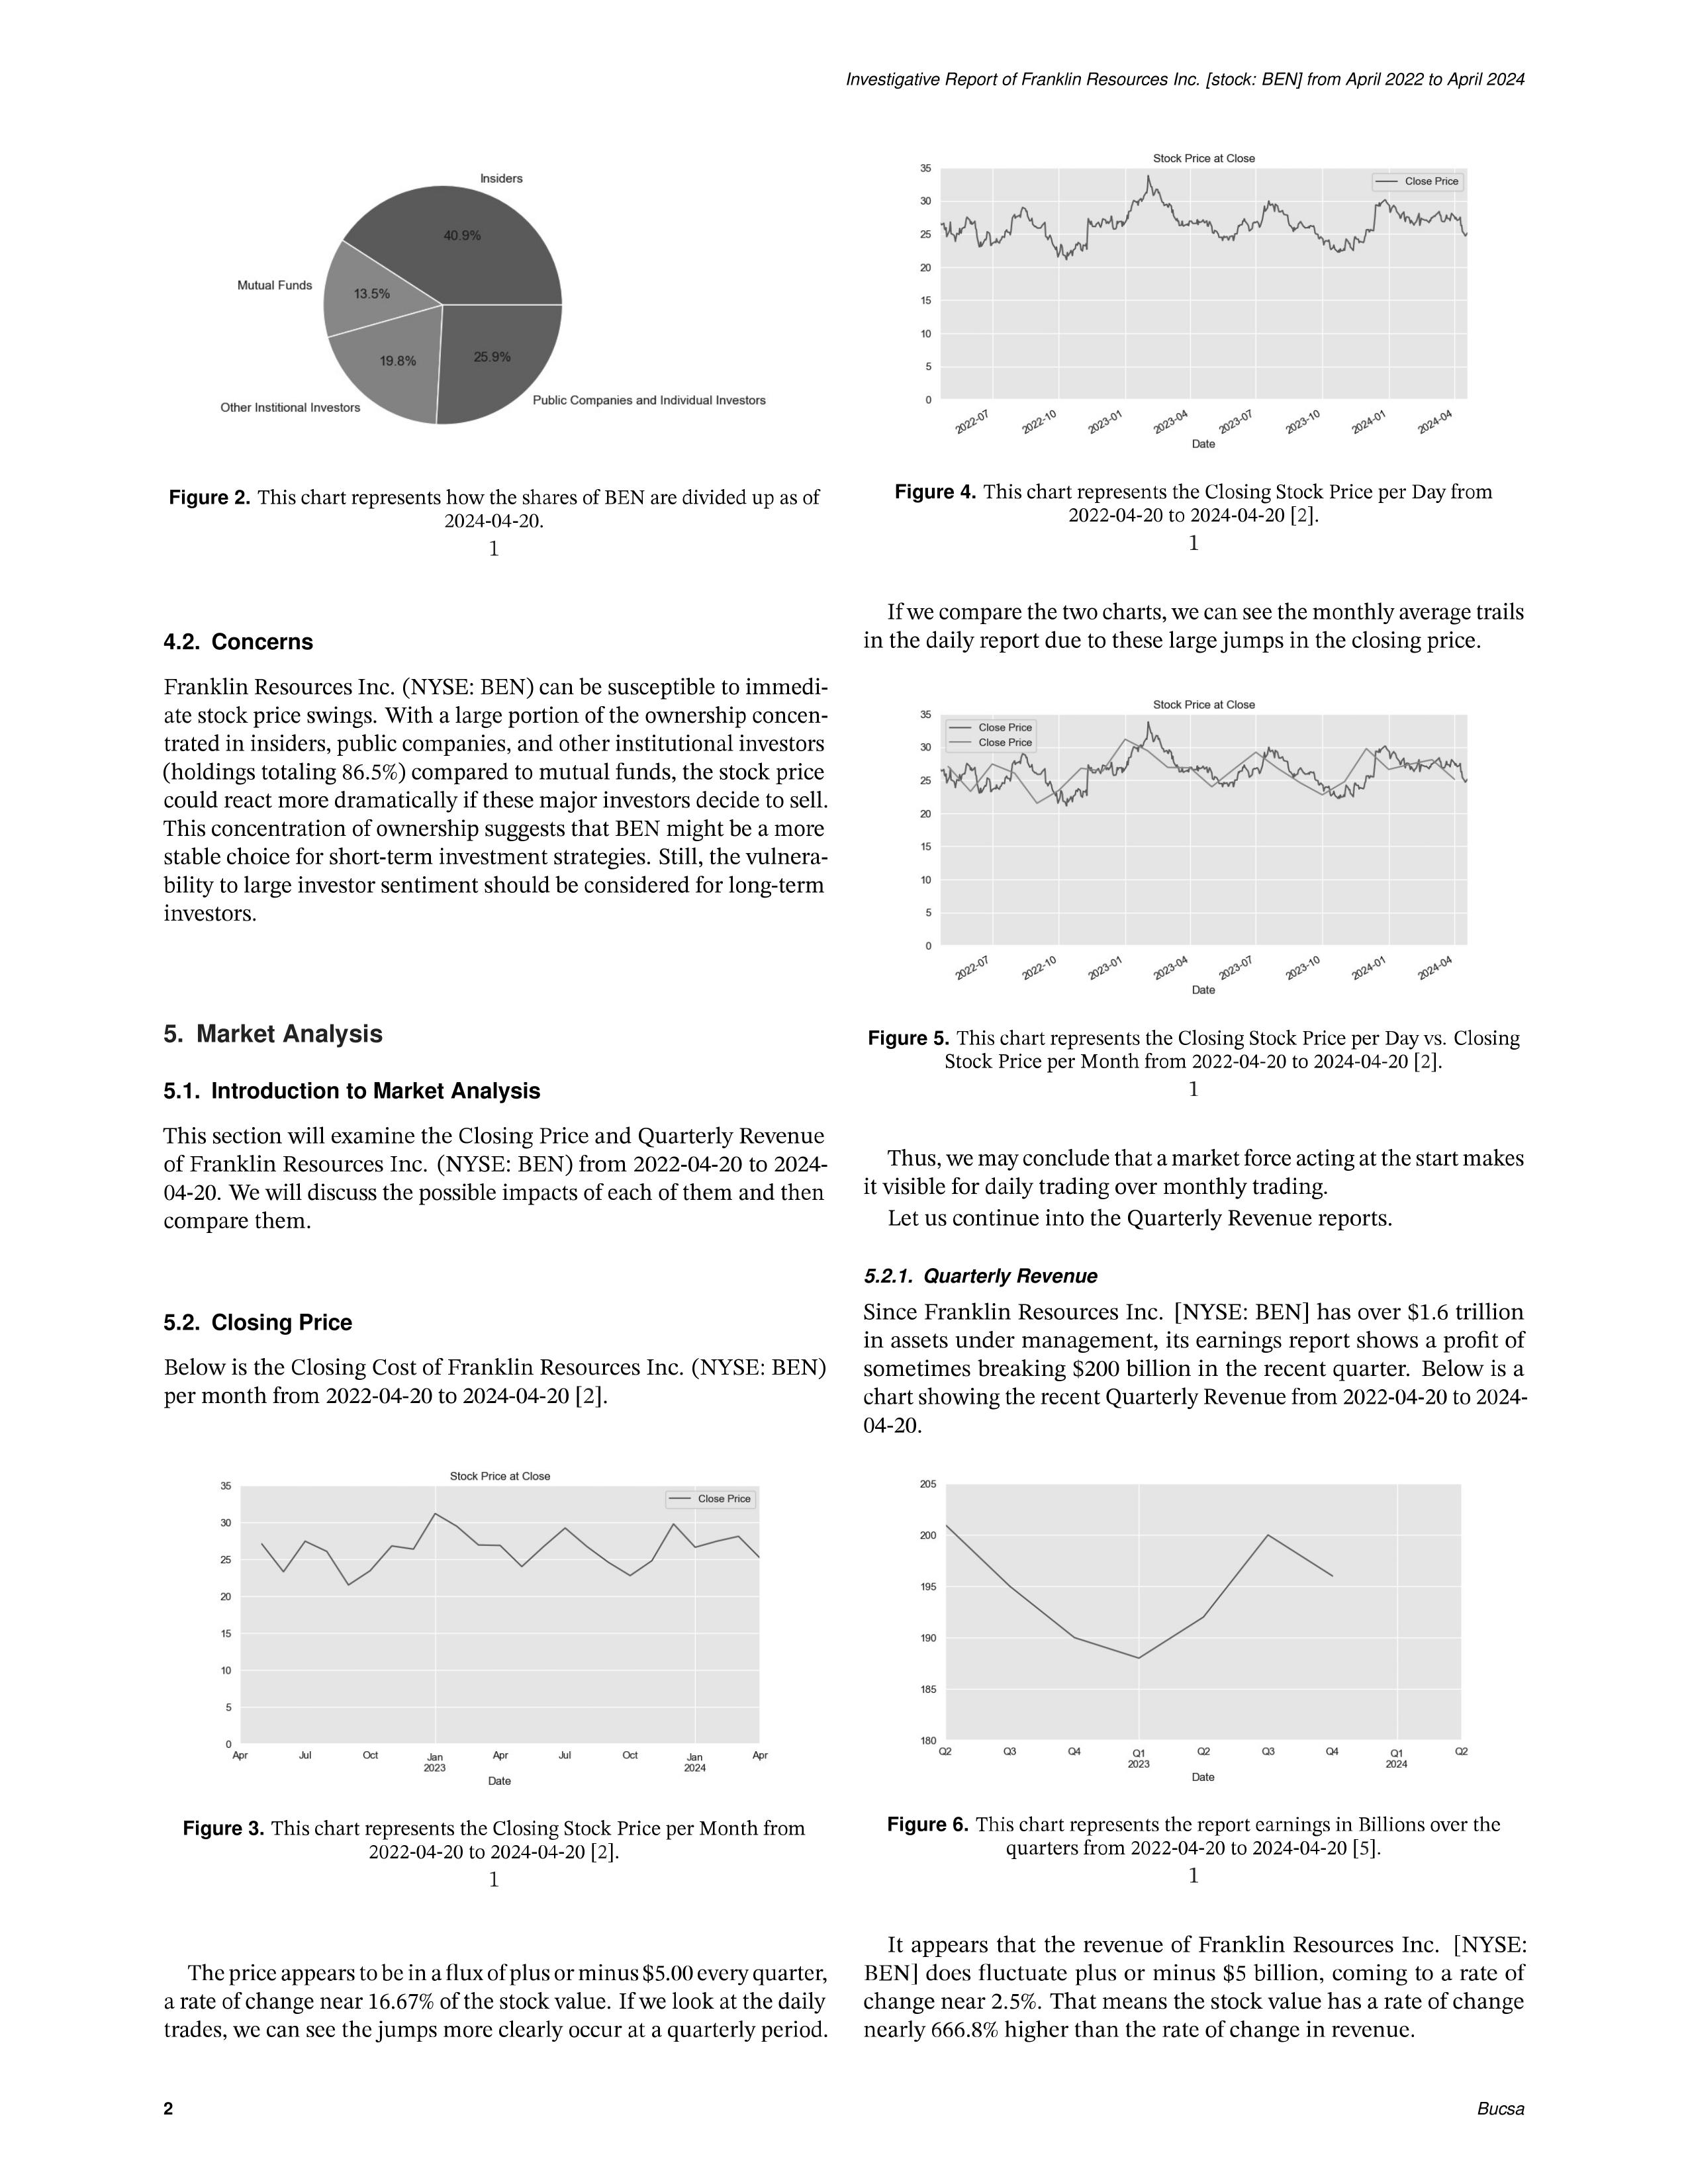 Investigative Report of Franklin Resources Inc. [stock: BEN] from April 2022 to April 2024
Insiders
40.9%
Mutual Funds
13.5%
19.8%
25.9%
Other Institional Investors
Public Companies and Individual Investors
Figure 2. This chart represents how the shares of BEN are divided up as of
2024-04-20.
1
4.2. Concerns
Franklin Resources Inc. (NYSE: BEN) can be susceptible to immedi-
ate stock price swings. With a large portion of the ownership concen-
trated in insiders, public companies, and other institutional investors
(holdings totaling 86.5%) compared to mutual funds, the stock price
could react more dramatically if these major investors decide to sell.
This concentration of ownership suggests that BEN might be a more
stable choice for short-term investment strategies. Still, the vulnera-
bility to large investor sentiment should be considered for long-term
investors.
5. Market Analysis
5.1. Introduction to Market Analysis
This section will examine the Closing Price and Quarterly Revenue
of Franklin Resources Inc. (NYSE: BEN) from 2022-04-20 to 2024-
04-20. We will discuss the possible impacts of each of them and then
compare them.
5.2. Closing Price
Below is the Closing Cost of Franklin Resources Inc. (NYSE: BEN)
per month from 2022-04-20 to 2024-04-20 [2].
Stock Price at Close
Close Price
35
30
25
20
15
10
5
0
Apr Jul Oct Jan Apr Jul Oct Jan Apr
2023 2024
Date
Figure 3. This chart represents the Closing Stock Price per Month from
2022-04-20 to 2024-04-20 [2].
1
The price appears to be in a flux of plus or minus $5.00 every quarter,
a rate of change near 16.67% of the stock value. If we look at the daily
trades, we can see the jumps more clearly occur at a quarterly period.
Stock Price at Close
Close Price
35
30
25
20
15
10
5
0
2022-07 2022-10 2023-01 2023-04 2023-07 2023-10 2024-01 2024-04
Date
Figure 4. This chart represents the Closing Stock Price per Day from
2022-04-20 to 2024-04-20 [2].
1
If we compare the two charts, we can see the monthly average trails
in the daily report due to these large jumps in the closing price.
Stock Price at Close
Close Price
Close Price
35
30
25
20
15
10
5
0
2022-07 2022-10 2023-01 2023-04 2023-07 2023-10 2024-01 2024-04
Date
Figure 5. This chart represents the Closing Stock Price per Day vs. Closing
Stock Price per Month from 2022-04-20 to 2024-04-20 [2].
1
Thus, we may conclude that a market force acting at the start makes
it visible for daily trading over monthly trading.
Let us continue into the Quarterly Revenue reports.
5.2.1. Quarterly Revenue
Since Franklin Resources Inc. [NYSE: BEN] has over $1.6 trillion
in assets under management, its earnings report shows a profit of
sometimes breaking $200 billion in the recent quarter. Below is a
chart showing the recent Quarterly Revenue from 2022-04-20 to 2024-
04-20.
205
200
195
190
185
180
Q2 Q3 Q4 Q1 Q2 Q3 Q4 Q1 Q2
2023 2024
Date
Figure 6. This chart represents the report earnings in Billions over the
quarters from 2022-04-20 to 2024-04-20 [5].
1
It appears that the revenue of Franklin Resources Inc. [NYSE:
BEN] does fluctuate plus or minus $5 billion, coming to a rate of
change near 2.5%. That means the stock value has a rate of change
nearly 666.8% higher than the rate of change in revenue.
2
Bucsa